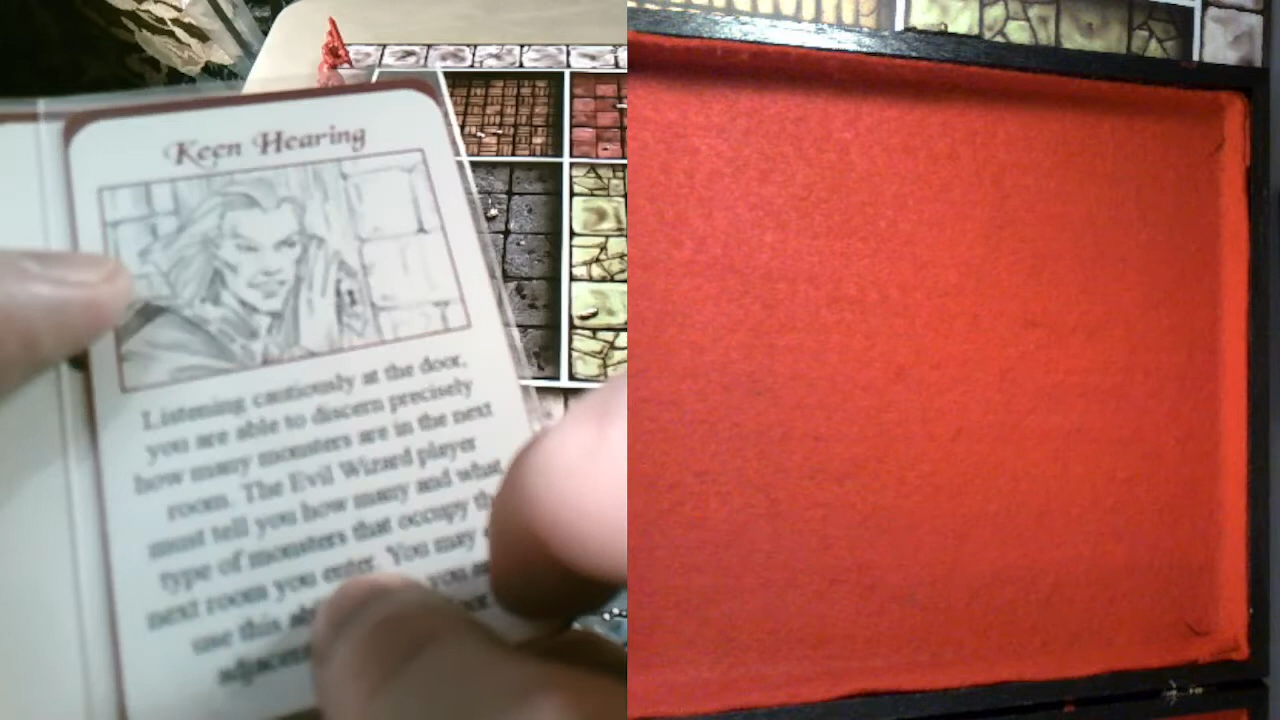 Keen Hearing
Listening cautiously at the door,
you are able to discern precisely
how many monsters are in the next
room. The Evil Wizard player
must tell you how many and what
type of monsters that occupy
next room you enter. You may
use this you
adjacent